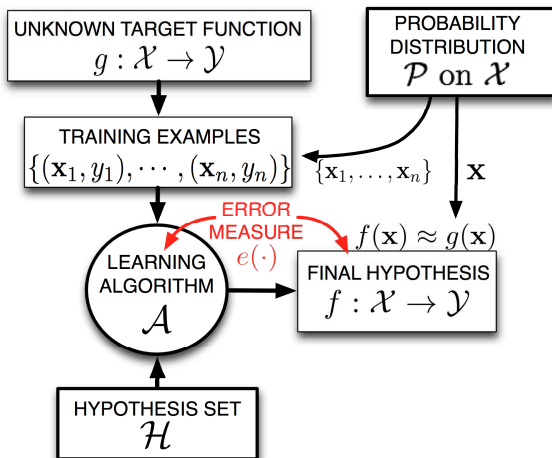 UNKNOWN TARGET FUNCTION
g : 𝒳 → 𝒴
PROBABILITY
DISTRIBUTION
𝒫 on 𝒳
TRAINING EXAMPLES
{(x₁, y₁), ⋯ , (xₙ, yₙ)}
{x₁, . . . , xₙ}
x
ERROR
MEASURE
e(·)
f(x) ≈ g(x)
LEARNING
ALGORITHM
𝒜
FINAL HYPOTHESIS
f : 𝒳 → 𝒴
HYPOTHESIS SET
ℋ